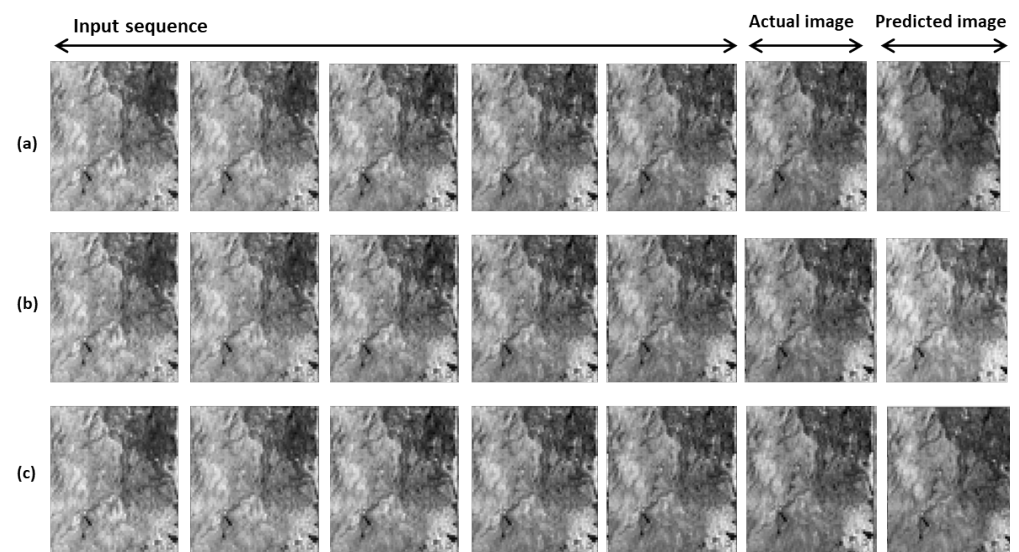 Input sequence
Actual image
Predicted image
(a)
(b)
(c)